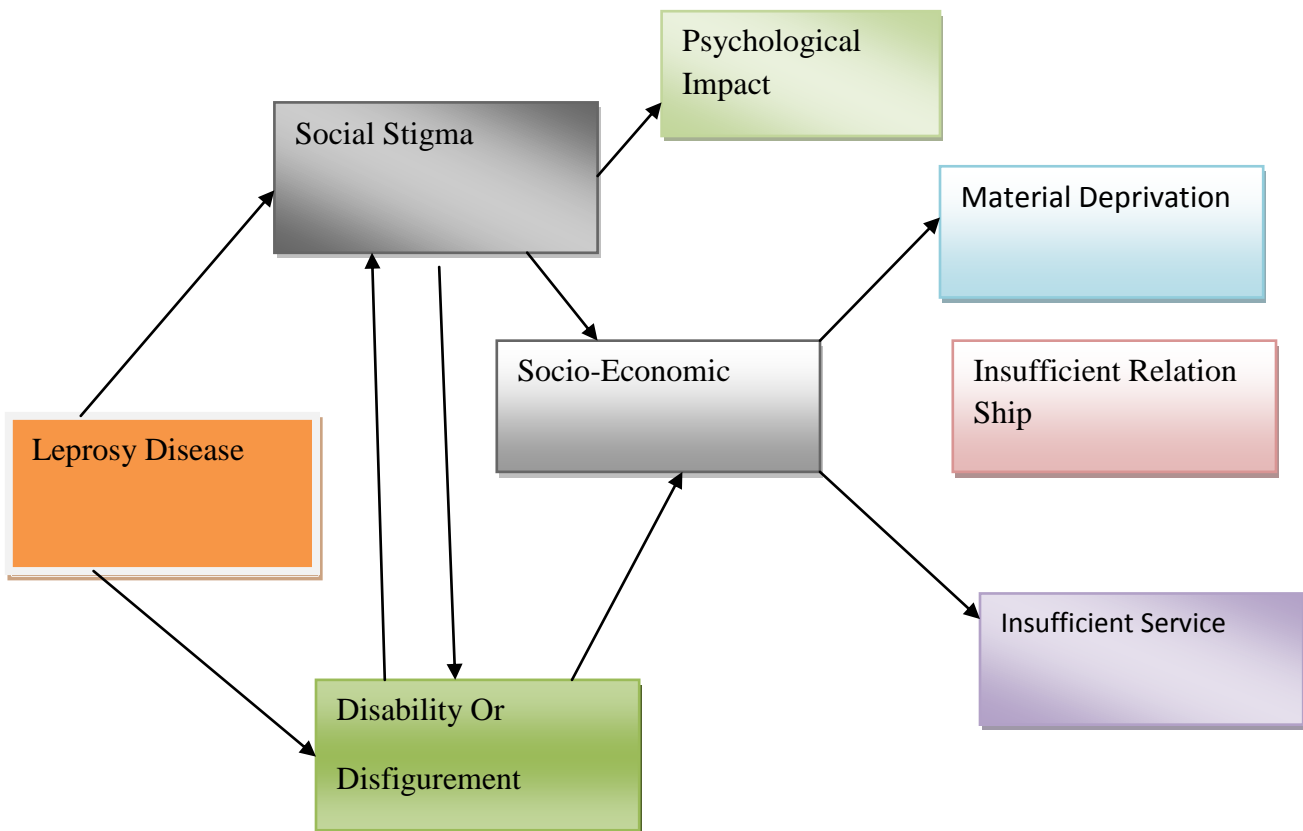 Psychological
Impact
Social Stigma
Material Deprivation
Socio-Economic
Insufficient Relation
Ship
Leprosy Disease
Insufficient Service
Disability Or
Disfigurement